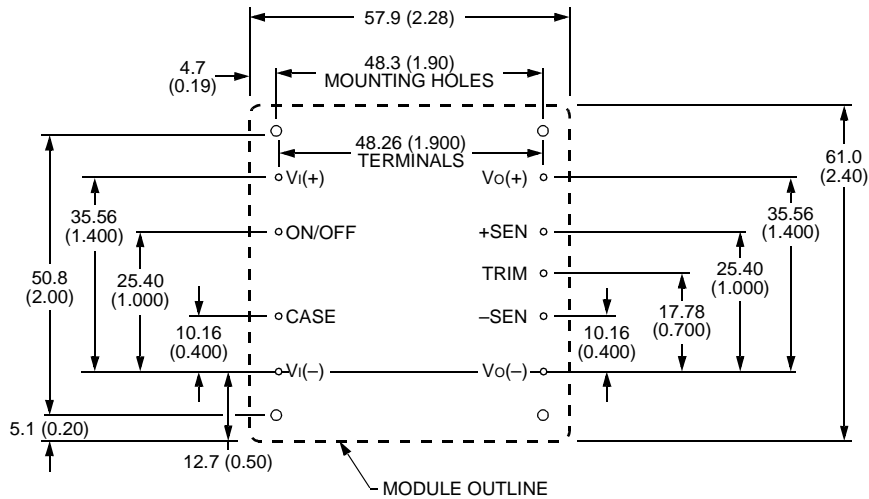 57.9 (2.28)
4.7
(0.19)
48.3 (1.90)
MOUNTING HOLES
48.26 (1.900)
TERMINALS
61.0
(2.40)
VI(+)
VO(+)
35.56
(1.400)
35.56
(1.400)
ON/OFF
+SEN
50.8
(2.00)
25.40
(1.000)
TRIM
25.40
(1.000)
17.78
(0.700)
CASE
–SEN
10.16
(0.400)
10.16
(0.400)
VI(–)
VO(–)
5.1 (0.20)
12.7 (0.50)
MODULE OUTLINE